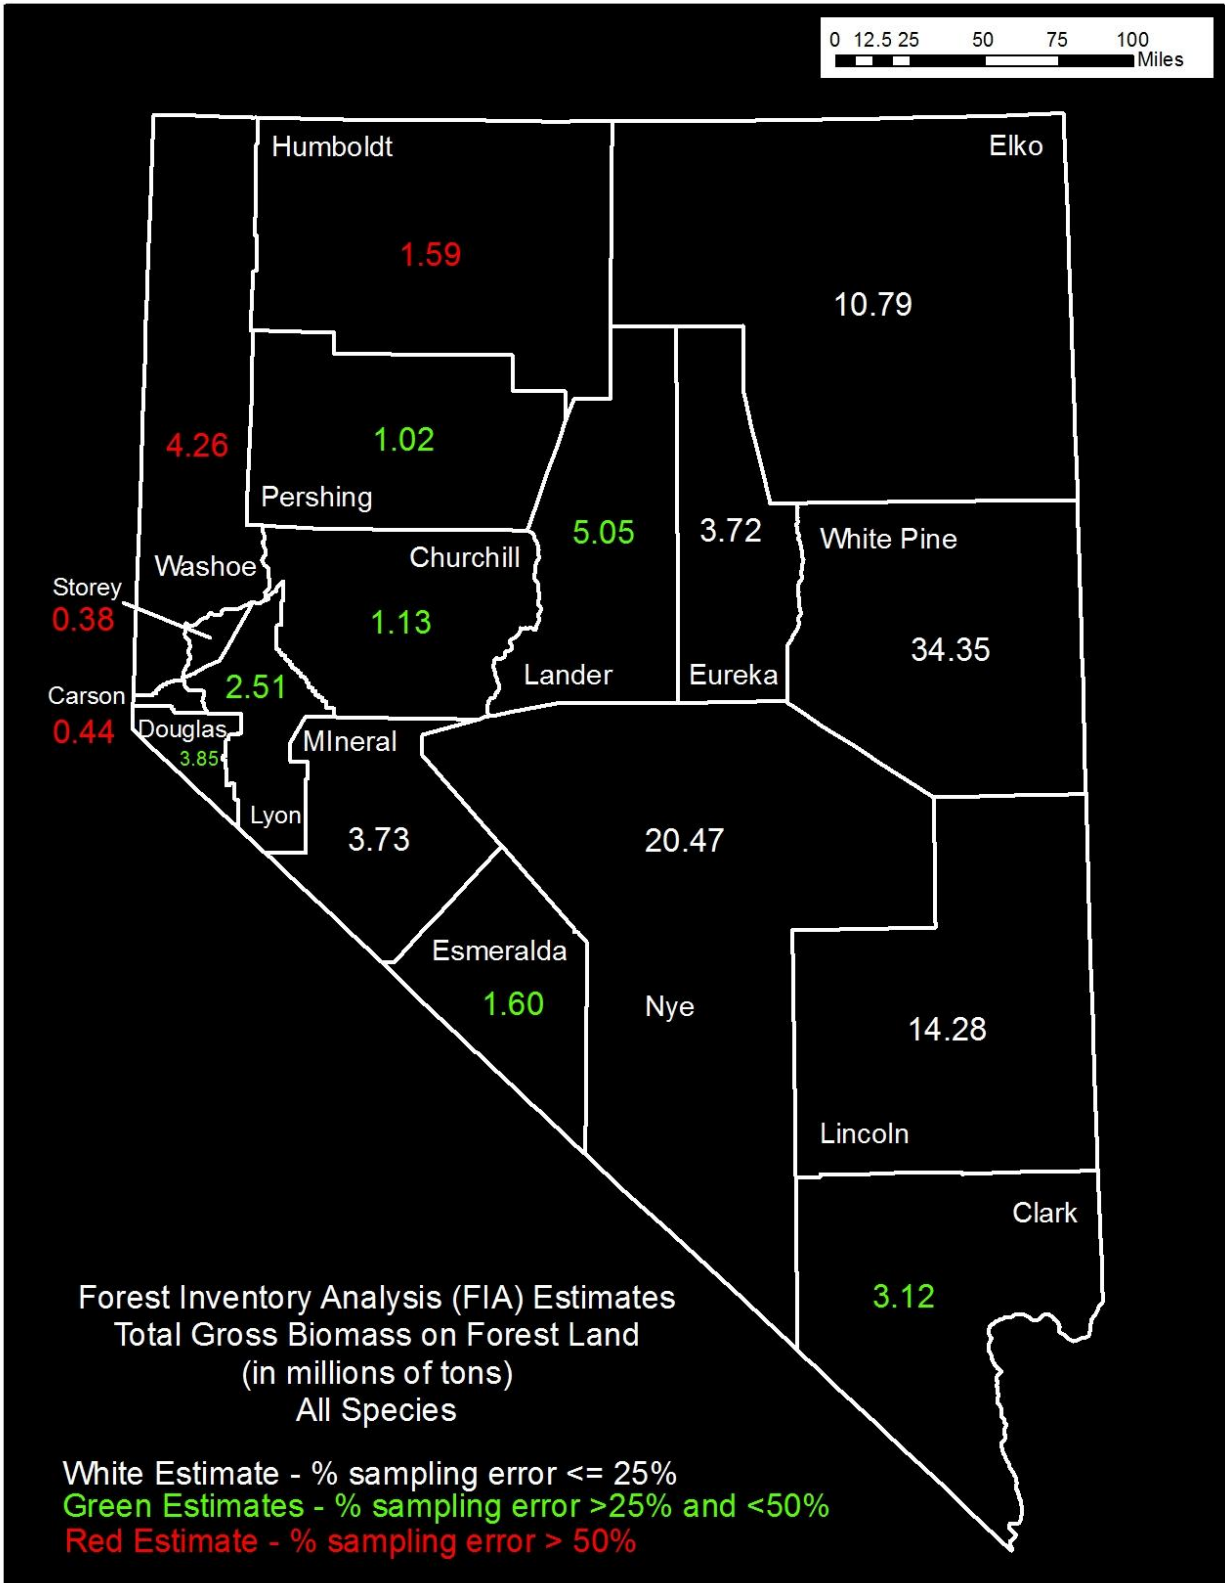 0 12.5 25 50 75 100
Miles
Humboldt
Elko
1.59
10.79
4.26
1.02
Pershing
5.05
3.72
White Pine
Churchill
Washoe
Storey
0.38
1.13
34.35
Lander
Eureka
2.51
Carson
0.44
Douglas
3.85
MIneral
Lyon
3.73
20.47
Esmeralda
1.60
Nye
14.28
Lincoln
Clark
3.12
Forest Inventory Analysis (FIA) Estimates
Total Gross Biomass on Forest Land
(in millions of tons)
All Species
White Estimate - % sampling error <= 25%
Green Estimates - % sampling error >25% and <50%
Red Estimate - % sampling error > 50%